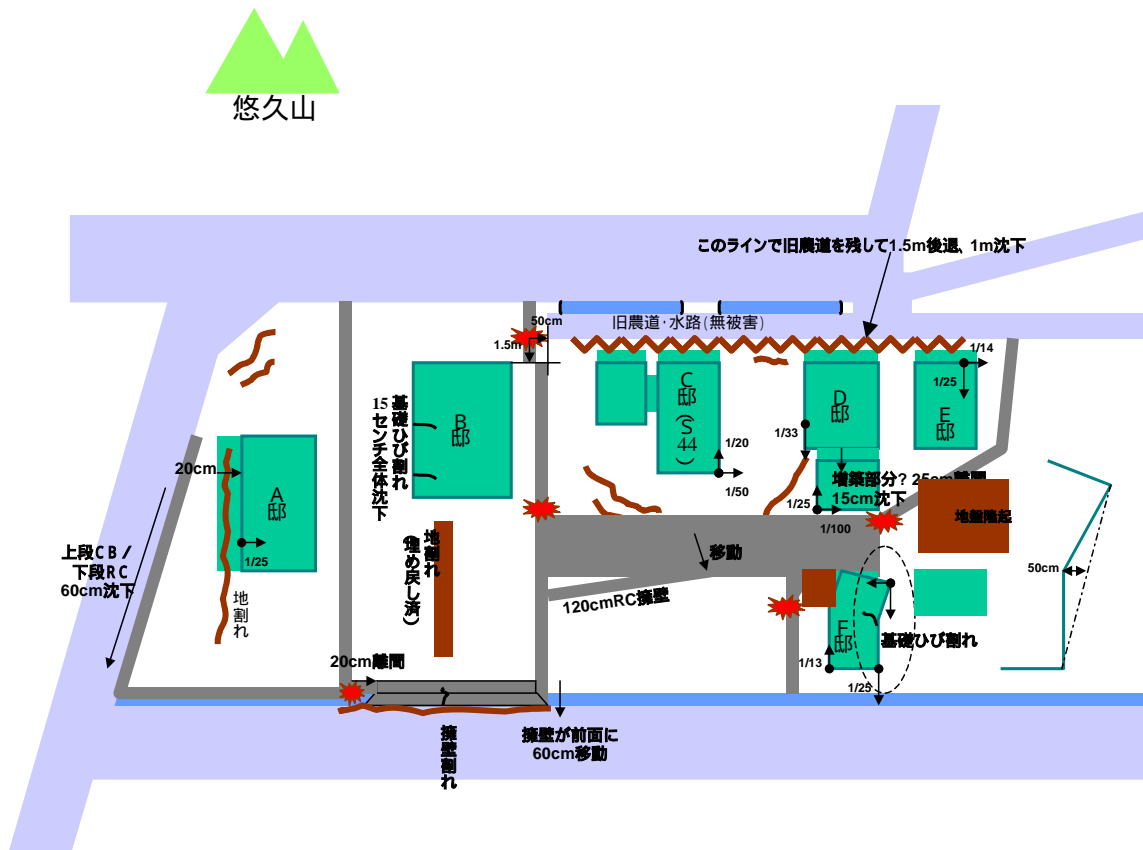 悠久山
このラインで旧農道を残して1.5m後退、1m沈下
50cm
旧農道・水路(無被害)
1.5m
1/14
1/25
15センチ全体沈下
基礎ひび割れ
B邸
C邸(S44)
D邸
E邸
1/33
1/20
1/50
20cm
A邸
増築部分? 25cm離間
15cm沈下
1/25
1/100
地盤隆起
地割れ
(埋め戻し済)
移動
上段CB/
下段RC
60cm沈下
1/25
50cm
地割れ
120cmRC擁壁
F邸
基礎ひび割れ
1/13
20cm離間
1/25
擁壁割れ
擁壁が前面に
60cm移動